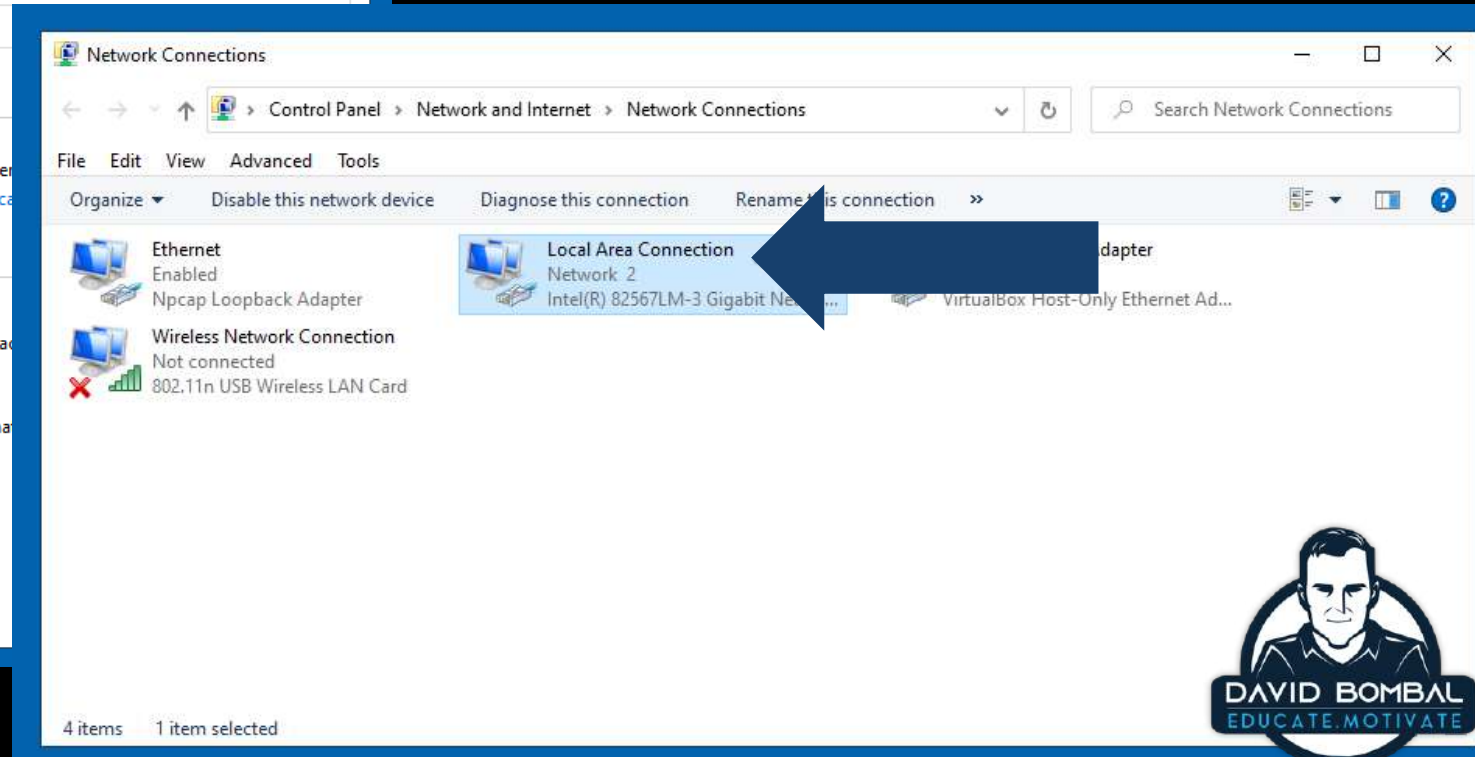 Network Connections
Control Panel > Network and Internet > Network Connections
Search Network Connections
File Edit View Advanced Tools
Organize Disable this network device Diagnose this connection Rename this connection »
Ethernet
Enabled
Npcap Loopback Adapter
Local Area Connection
Network 2
Intel(R) 82567LM-3 Gigabit
VirtualBox Host-Only Ethernet Ad...
Wireless Network Connection
Not connected
802.11n USB Wireless LAN Card
4 items 1 item selected
DAVID BOMBAL
EDUCATE.MOTIVATE